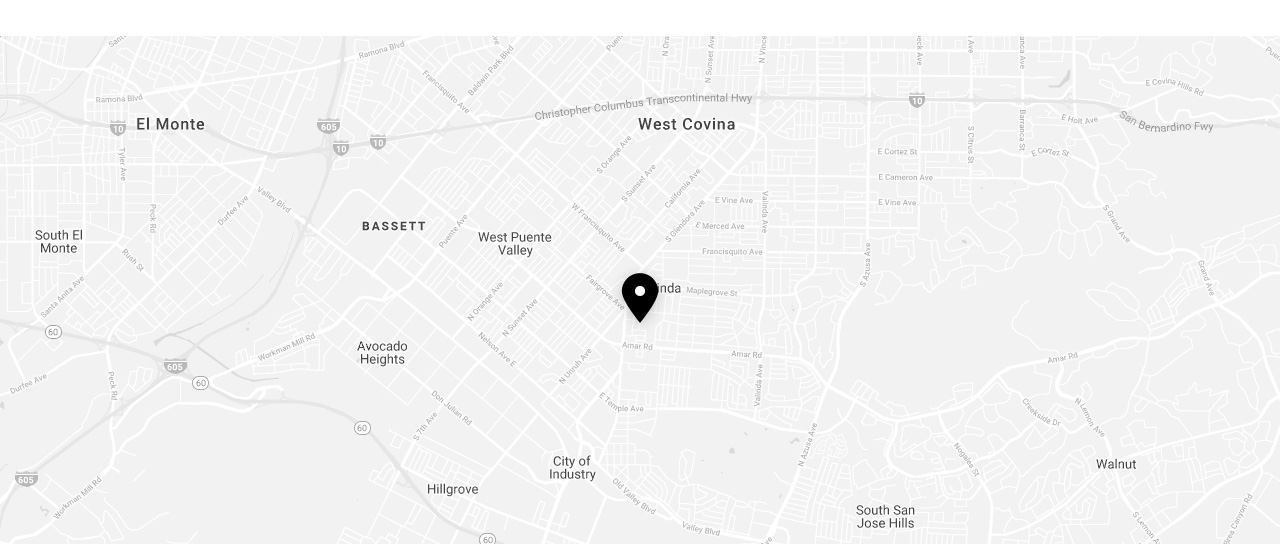 Ramona Blvd
Francisquito Ave
Baldwin Park Blvd
N Sunset Ave
Christopher Columbus Transcontinental Hwy
E Covina Hills Rd
Ramona Blvd
10
El Monte
605
10
10
West Covina
10
E Holt Ave
San Bernardino Fwy
Barranca St
S Citrus St
Tyler Ave
S Orange Ave
E Cortez St
E Cortez St
E Cameron Ave
Valley Blvd
Durfee Ave
Peck Rd
S Sunset Ave
California Ave
E Vine Ave
Valinda Ave
E Vine Ave
W Francisquito Ave
S Glendora Ave
E Merced Ave
S Grand Ave
BASSETT
Puente Ave
West Puente
Valley
South El
Monte
Rush St
Francisquito Ave
S Azusa Ave
Grand Ave
Santa Anita Ave
Fairgrove Ave
inda
Maplegrove St
N Orange Ave
N Sunset Ave
60
Workman Mill Rd
Avocado
Heights
Nelson Ave E
Amar Rd
Amar Rd
Amar Rd
605
60
Durfee Ave
Peck Rd
N Unruh Ave
Valinda Ave
E Temple Ave
Don Julian Rd
S 7th Ave
60
N Azusa Ave
Creekside Dr
N Lemon Ave
Nogales St
City of
Industry
Walnut
605
Workman Mill Rd
Hillgrove
Old Valley Blvd
Valley Blvd
South San
Jose Hills
S Lemon Ave
60